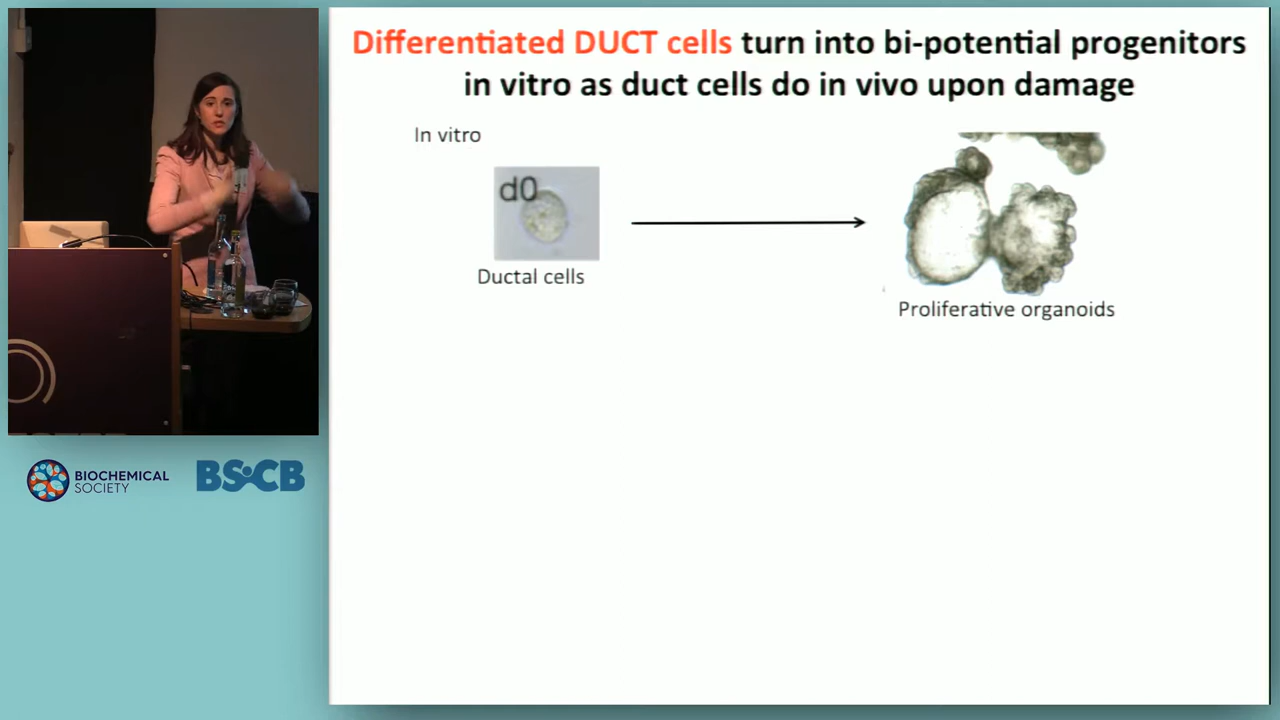 Differentiated DUCT cells turn into bi-potential progenitors
in vitro as duct cells do in vivo upon damage
In vitro
d0
Ductal cells
Proliferative organoids
BIOCHEMICAL
SOCIETY
BSCB